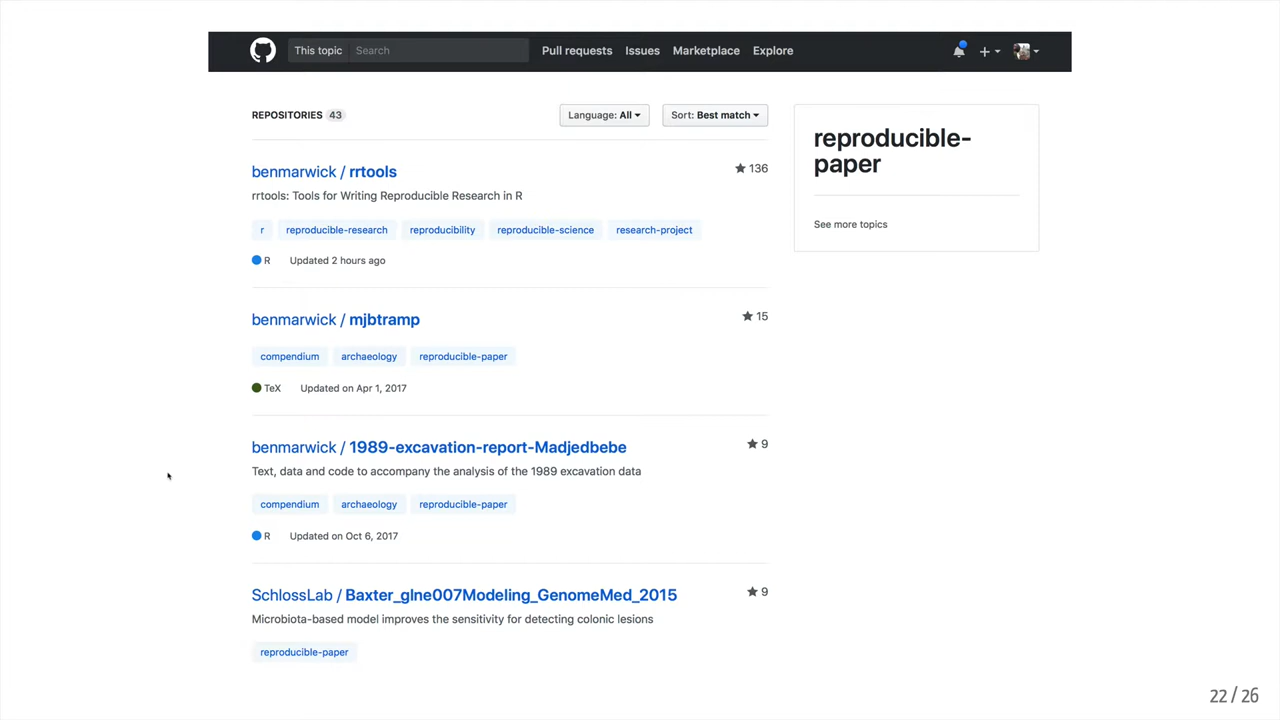 This topic Search Pull requests Issues Marketplace Explore
REPOSITORIES 43 Language: All Sort: Best match
benmarwick / rrtools 136
rrtools: Tools for Writing Reproducible Research in R
r reproducible-research reproducibility reproducible-science research-project
R Updated 2 hours ago
benmarwick / mjbtramp 15
compendium archaeology reproducible-paper
TeX Updated on Apr 1, 2017
benmarwick / 1989-excavation-report-Madjedbebe 9
Text, data and code to accompany the analysis of the 1989 excavation data
compendium archaeology reproducible-paper
R Updated on Oct 6, 2017
SchlossLab / Baxter_glne007Modeling_GenomeMed_2015 9
Microbiota-based model improves the sensitivity for detecting colonic lesions
reproducible-paper
reproducible-
paper
See more topics
22 / 26